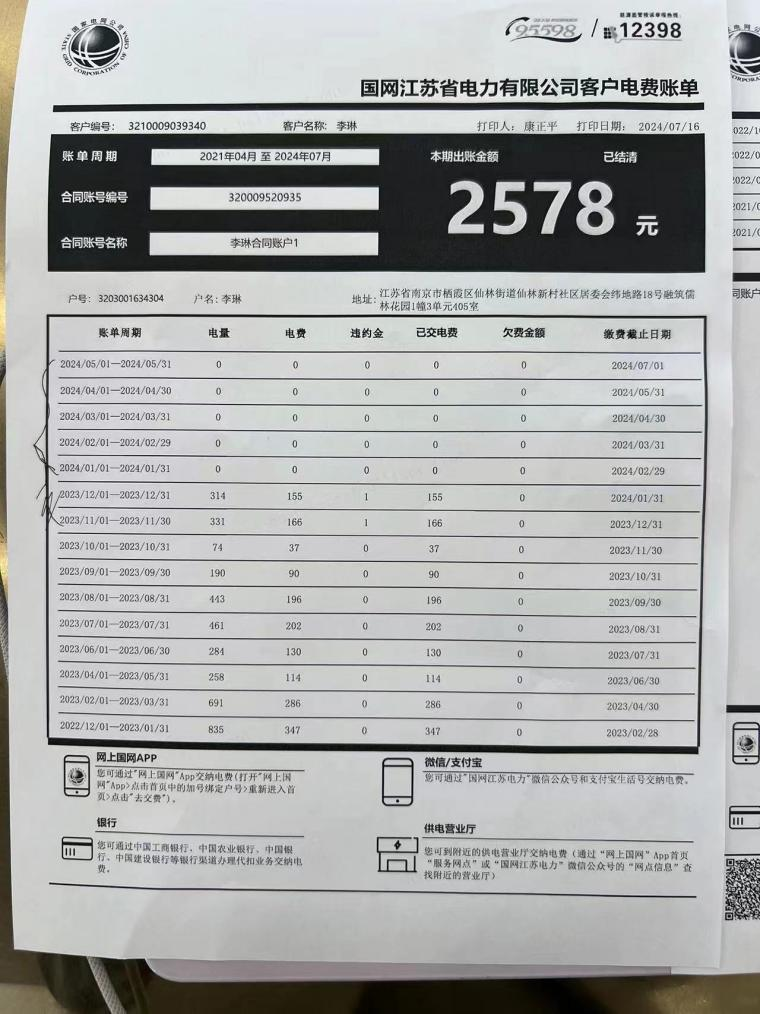 国家电网公司
STATE GRID CORPORATION OF CHINA
95598
能源监管投诉举报热线:
12398
国网江苏省电力有限公司客户电费账单
客户编号： 3210009039340 客户名称: 李琳 打印人： 康正平 打印日期： 2024/07/16
账单周期 2021年04月 至 2024年07月 本期出账金额 已结清
合同账号编号 320009520935 2578 元
合同账号名称 李琳合同账户1
户号: 3203001634304 户名: 李琳 地址: 江苏省南京市栖霞区仙林街道仙林新村社区居委会纬地路18号融筑儒
林花园1幢3单元405室
账单周期 电量 电费 违约金 已交电费 欠费金额 缴费截止日期
2024/05/01—2024/05/31 0 0 0 0 0 2024/07/01
2024/04/01—2024/04/30 0 0 0 0 0 2024/05/31
2024/03/01—2024/03/31 0 0 0 0 0 2024/04/30
2024/02/01—2024/02/29 0 0 0 0 0 2024/03/31
2024/01/01—2024/01/31 0 0 0 0 0 2024/02/29
2023/12/01—2023/12/31 314 155 1 155 0 2024/01/31
2023/11/01—2023/11/30 331 166 1 166 0 2023/12/31
2023/10/01—2023/10/31 74 37 0 37 0 2023/11/30
2023/09/01—2023/09/30 190 90 0 90 0 2023/10/31
2023/08/01—2023/08/31 443 196 0 196 0 2023/09/30
2023/07/01—2023/07/31 461 202 0 202 0 2023/08/31
2023/06/01—2023/06/30 284 130 0 130 0 2023/07/31
2023/04/01—2023/05/31 258 114 0 114 0 2023/06/30
2023/02/01—2023/03/31 691 286 0 286 0 2023/04/30
2022/12/01—2023/01/31 835 347 0 347 0 2023/02/28
网上国网APP
您可通过"网上国网"App交纳电费(打开"网上国
网"App>点击首页中的加号绑定户号>重新进入首
页>点击"去交费")。
微信/支付宝
您可通过"国网江苏电力"微信公众号和支付宝生活号交纳电费。
银行
您可通过中国工商银行、中国农业银行、中国银
行、中国建设银行等银行渠道办理代扣业务交纳电
费。
供电营业厅
您可到附近的供电营业厅交纳电费（通过“网上国网”App首页
“服务网点”或“国网江苏电力”微信公众号的“网点信息”查
找附近的营业厅）